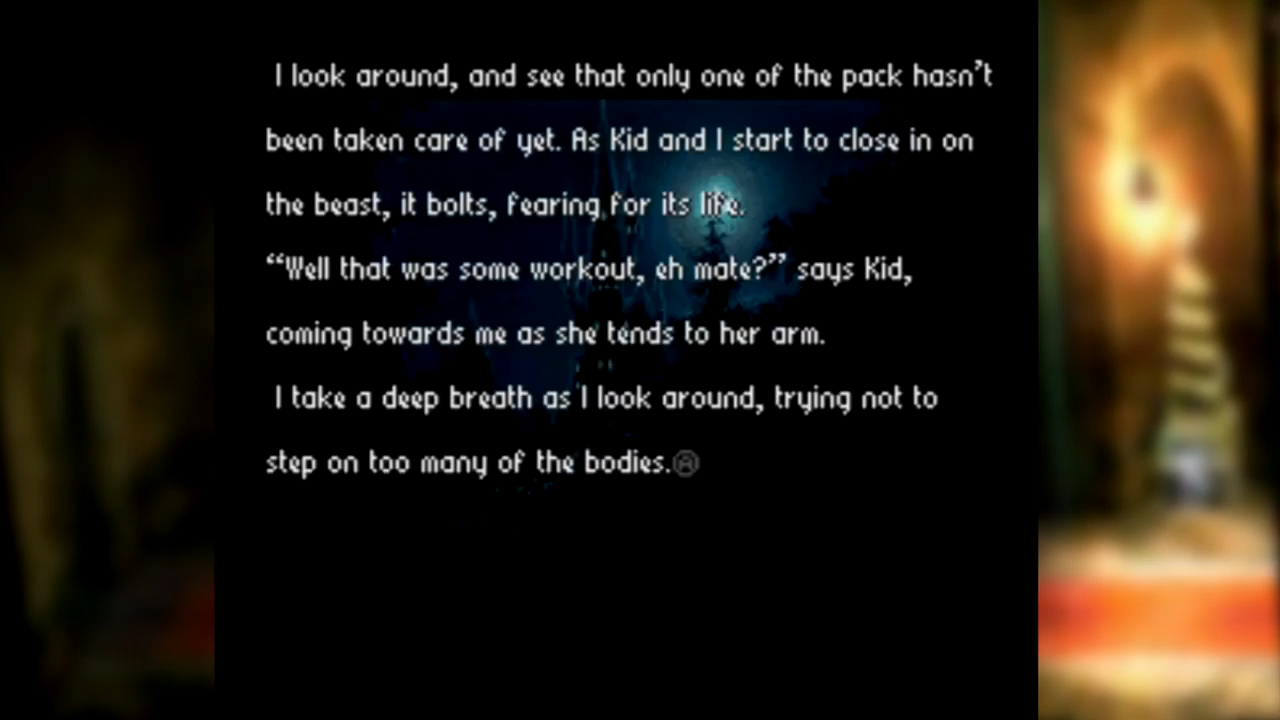 I look around, and see that only one of the pack hasn't
been taken care of yet. As Kid and I start to close in on
the beast, it bolts, fearing for its life.
“Well that was some workout, eh mate?” says Kid,
coming towards me as she tends to her arm.
I take a deep breath as I look around, trying not to
step on too many of the bodies.